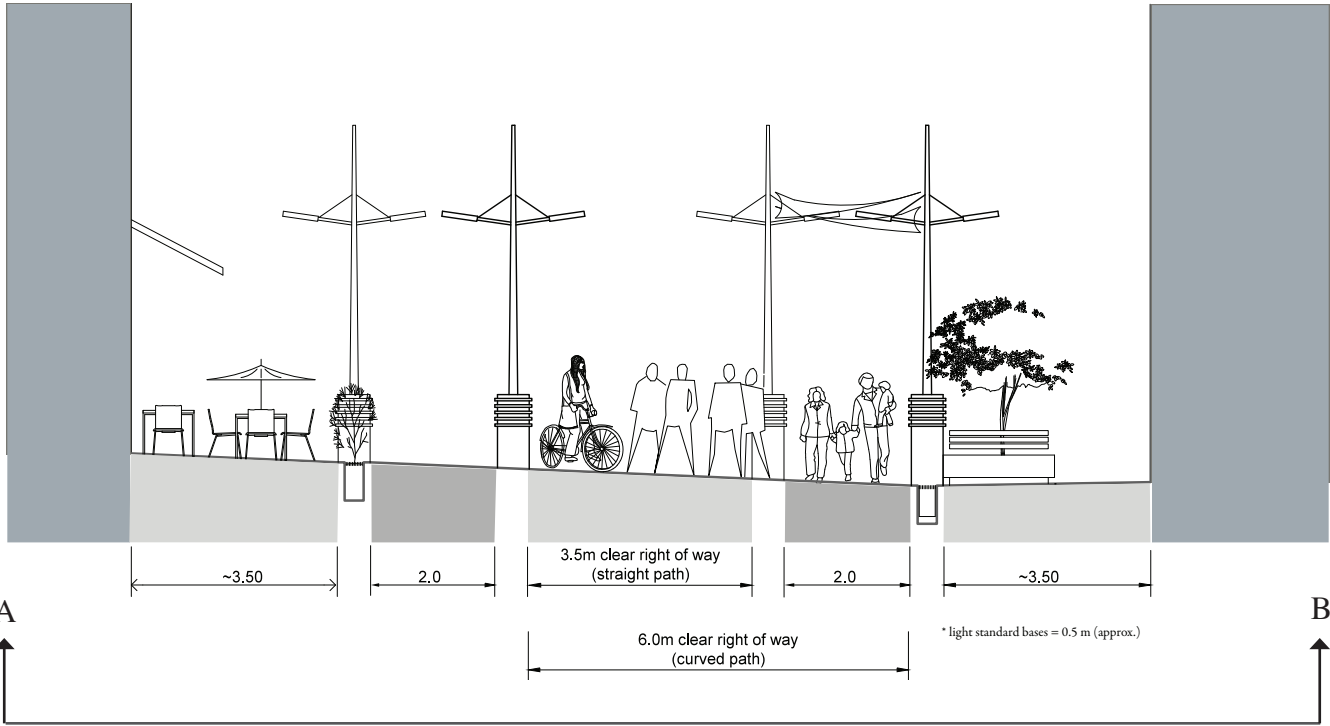 3.5m clear right of way
(straight path)
~3.50
2.0
2.0
~3.50
A
B
6.0m clear right of way
(curved path)
* light standard bases = 0.5 m (approx.)